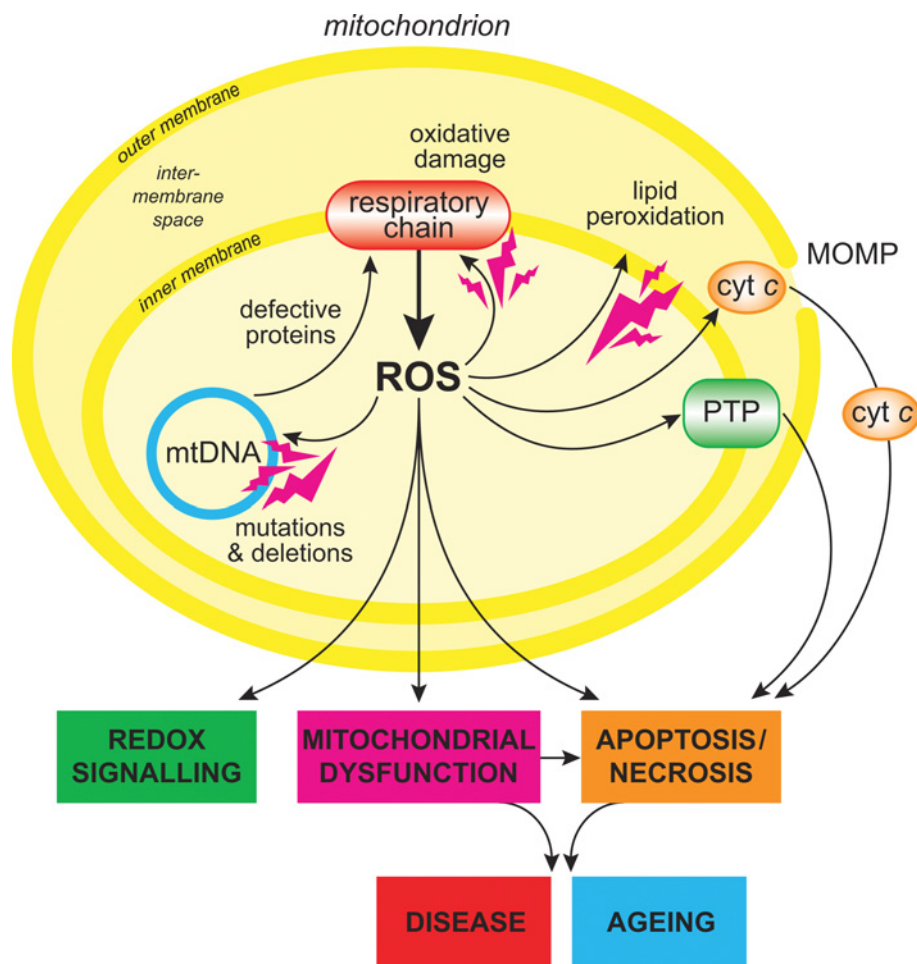 mitochondrion
outer membrane
inter-
membrane
space
inner membrane
oxidative
damage
respiratory
chain
lipid
peroxidation
MOMP
cyt c
defective
proteins
ROS
PTP
cyt c
mtDNA
mutations
& deletions
REDOX
SIGNALLING
MITOCHONDRIAL
DYSFUNCTION
APOPTOSIS/
NECROSIS
DISEASE
AGEING